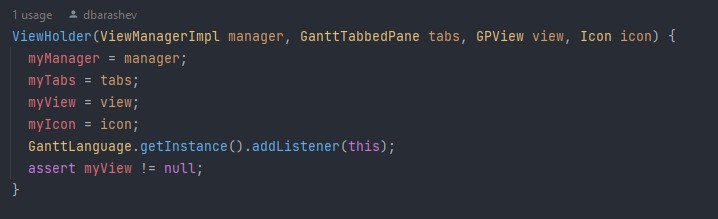 1 usage dbarashev
ViewHolder(ViewManagerImpl manager, GanttTabbedPane tabs, GPView view, Icon icon) {
myManager = manager;
myTabs = tabs;
myView = view;
myIcon = icon;
GanttLanguage.getInstance().addListener(this);
assert myView != null;
}